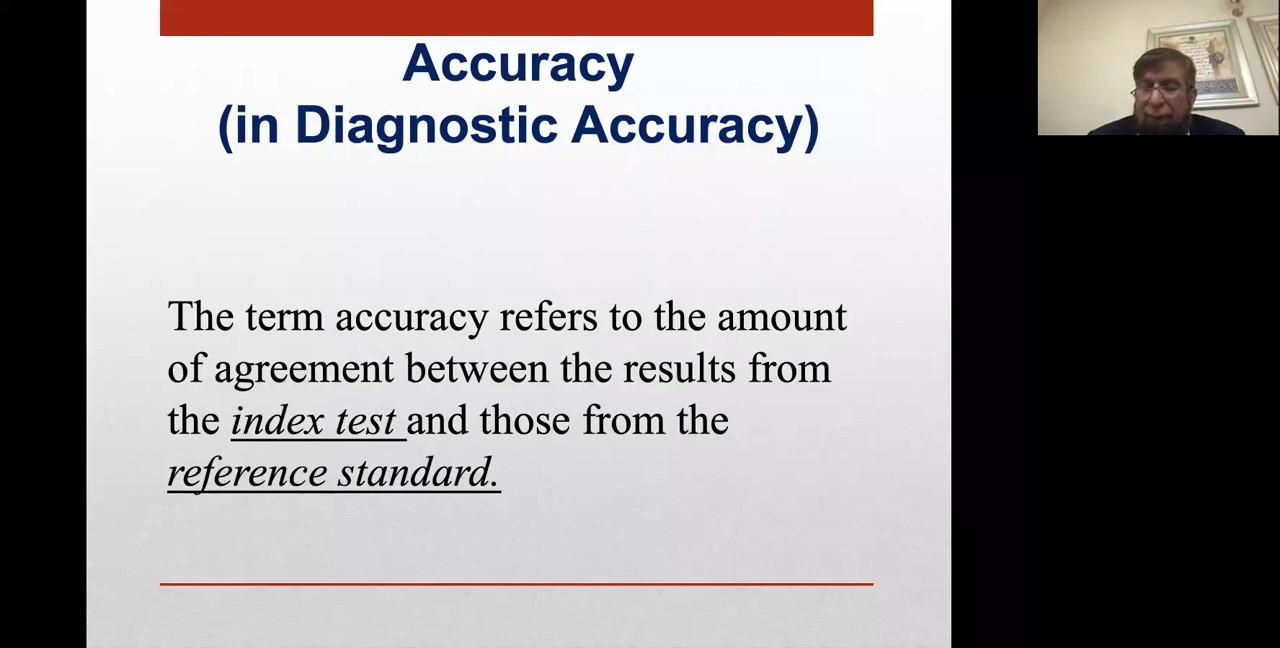 Accuracy
(in Diagnostic Accuracy)
The term accuracy refers to the amount
of agreement between the results from
the index test and those from the
reference standard.